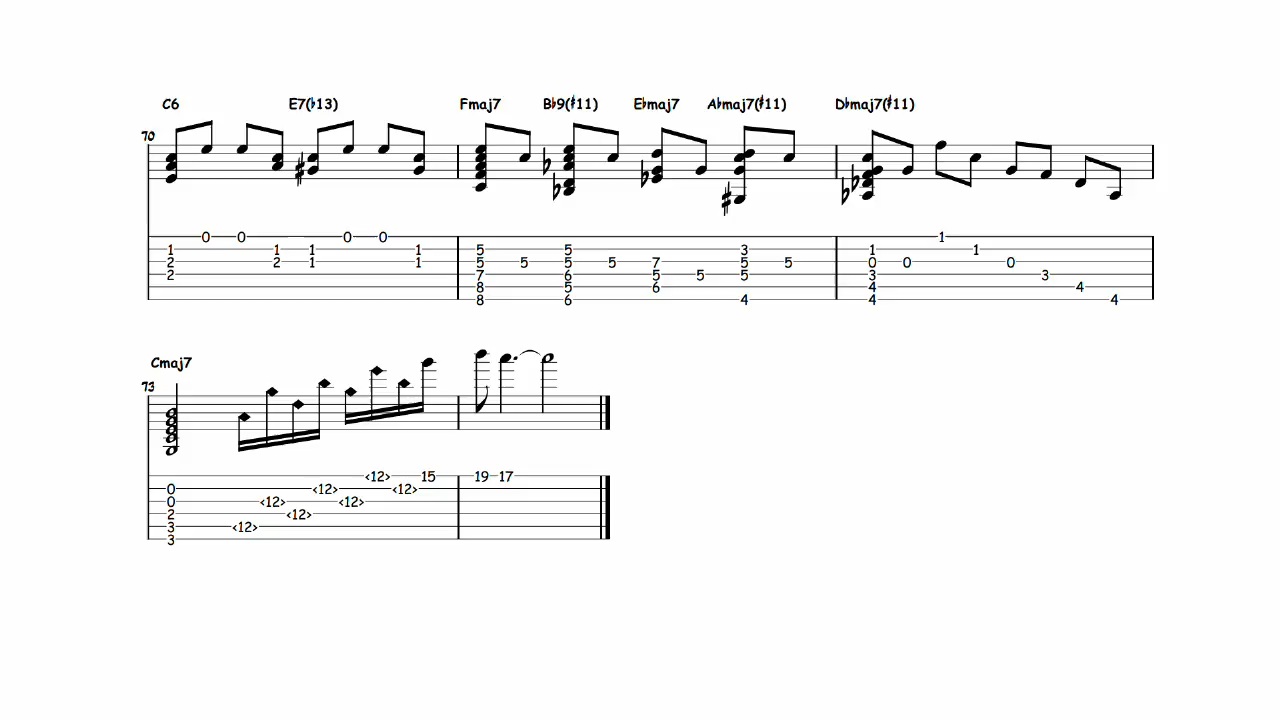 C6 E7(♭13) Fmaj7 B♭9(♯11) E♭maj7 A♭maj7(♯11) D♭maj7(♯11)
70
0 0 0 0 1
1 1 1 1 5 5 3 1 1
2 2 1 1 5 5 5 5 7 5 5 0 0 0
2 7 6 5 5 5 3 3
8 5 6 4 4
8 6 4 4 4
Cmaj7
73
<12> 15 19 17
0 <12> <12>
0 <12> <12>
2 <12>
3 <12>
3